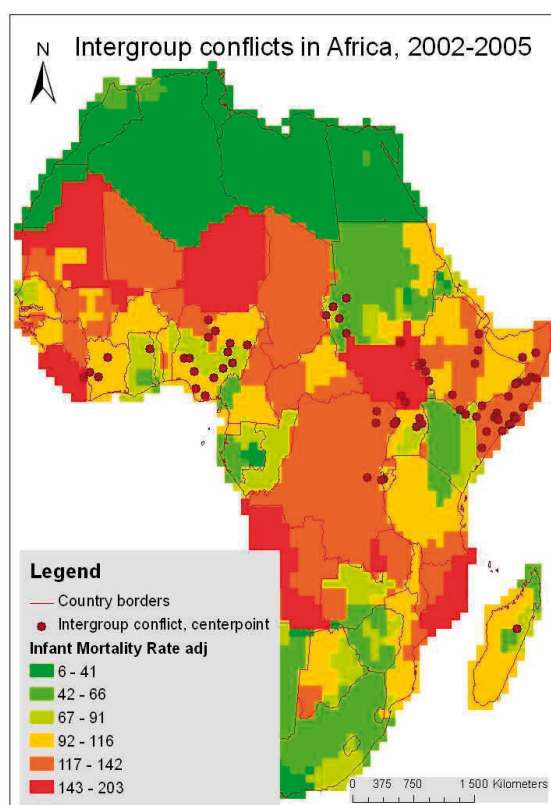 Intergroup conflicts in Africa, 2002-2005
N
Legend
Country borders
Intergroup conflict, centerpoint
Infant Mortality Rate adj
6 - 41
42 - 66
67 - 91
92 - 116
117 - 142
143 - 203
0 375 750 1 500 Kilometers